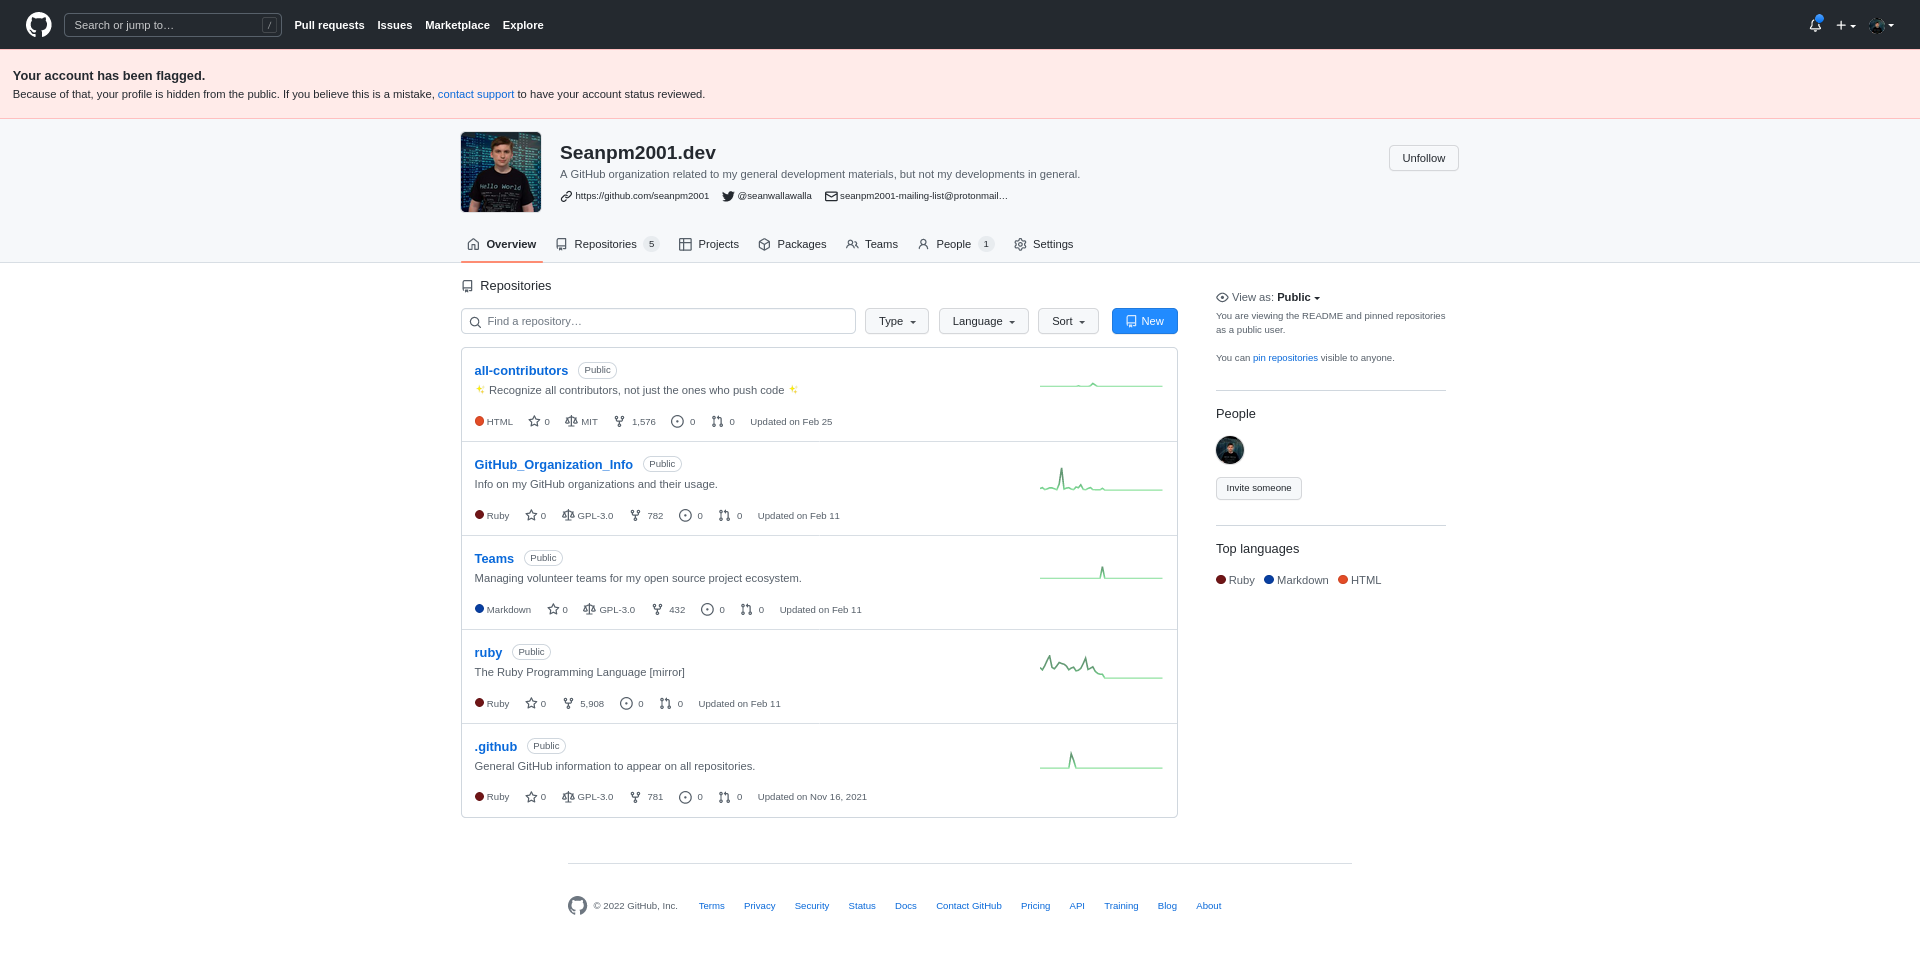 Search or jump to… /
Pull requests Issues Marketplace Explore
Your account has been flagged.
Because of that, your profile is hidden from the public. If you believe this is a mistake, contact support to have your account status reviewed.
Hello World
Seanpm2001.dev
A GitHub organization related to my general development materials, but not my developments in general.
https://github.com/seanpm2001 @seanwallawalla seanpm2001-mailing-list@protonmail…
Unfollow
Overview Repositories 5 Projects Packages Teams People 1 Settings
Repositories
Find a repository… Type Language Sort New
all-contributors Public
✨ Recognize all contributors, not just the ones who push code ✨
HTML 0 MIT 1,576 0 0 Updated on Feb 25
GitHub_Organization_Info Public
Info on my GitHub organizations and their usage.
Ruby 0 GPL-3.0 782 0 0 Updated on Feb 11
Teams Public
Managing volunteer teams for my open source project ecosystem.
Markdown 0 GPL-3.0 432 0 0 Updated on Feb 11
ruby Public
The Ruby Programming Language [mirror]
Ruby 0 5,908 0 0 Updated on Feb 11
.github Public
General GitHub information to appear on all repositories.
Ruby 0 GPL-3.0 781 0 0 Updated on Nov 16, 2021
View as: Public
You are viewing the README and pinned repositories
as a public user.
You can pin repositories visible to anyone.
People
Invite someone
Top languages
Ruby Markdown HTML
© 2022 GitHub, Inc. Terms Privacy Security Status Docs Contact GitHub Pricing API Training Blog About